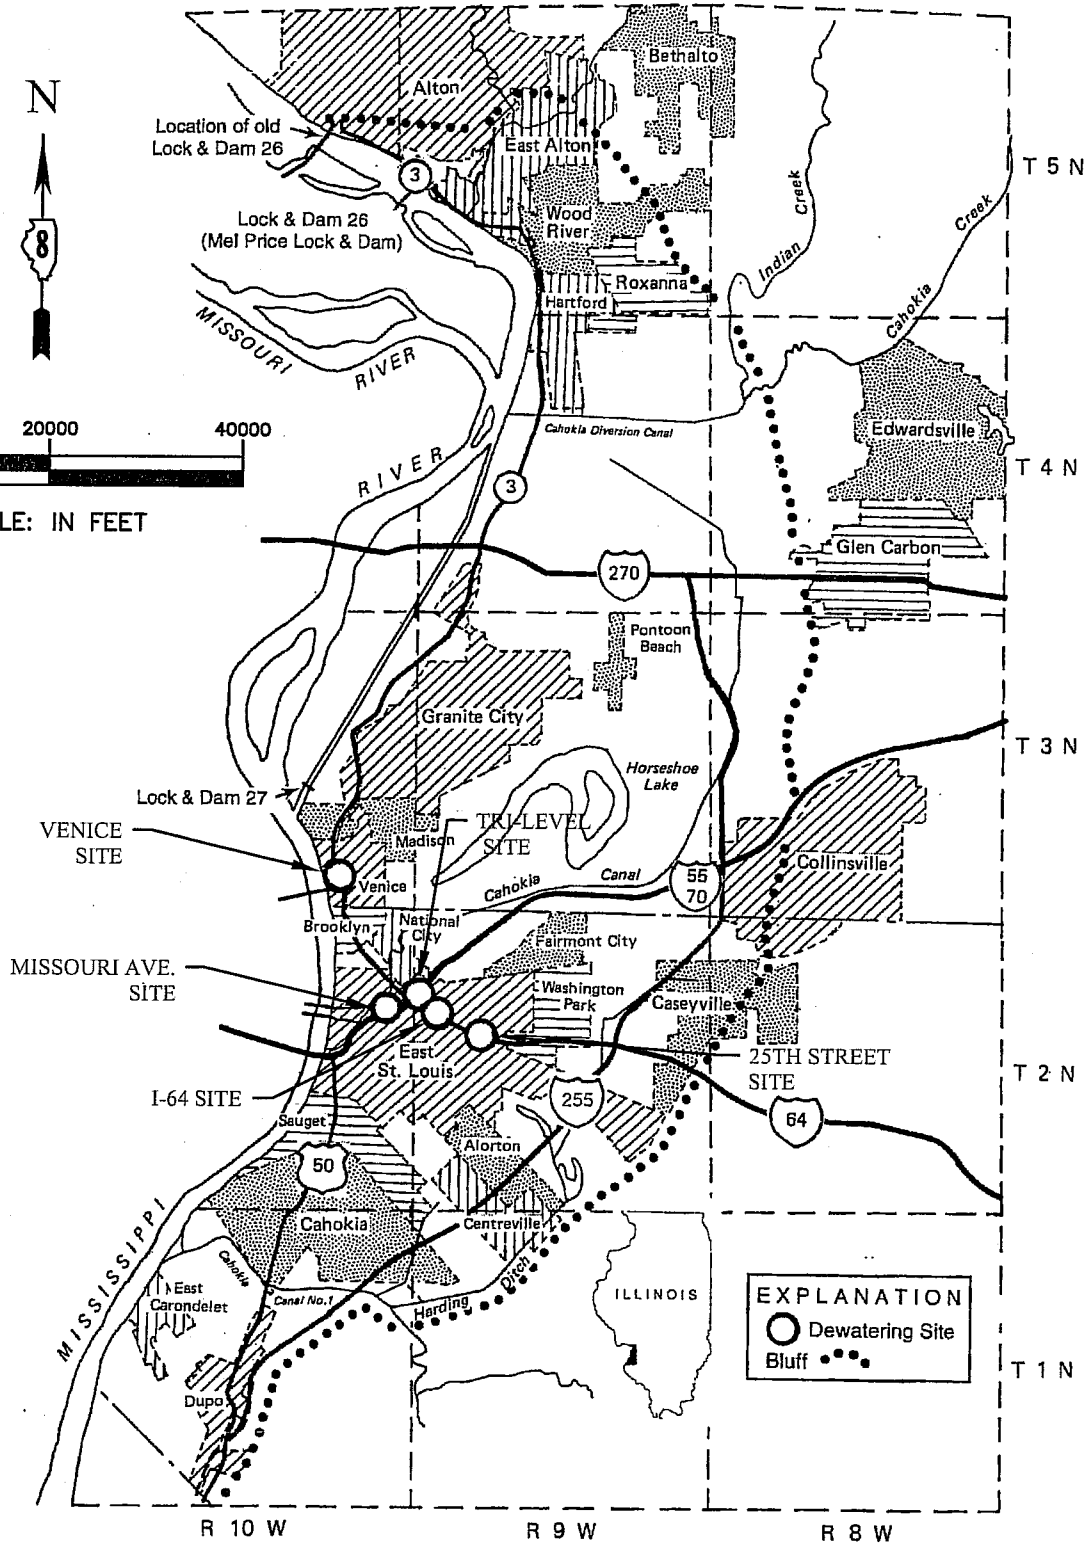 Bethalto
Alton
N
Location of old
Lock & Dam 26
East Alton
T 5 N
3
Indian
Creek
Creek
Cahokia
8
Lock & Dam 26
(Mel Price Lock & Dam)
Wood
River
Roxanna
Hartford
MISSOURI
RIVER
20000
40000
LE: IN FEET
Cahokia Diversion Canal
Edwardsville
RIVER
T 4 N
3
Glen Carbon
270
Pontoon
Beach
Granite City
T 3 N
Horseshoe
Lake
Lock & Dam 27
VENICE
SITE
Madison
TRI-LEVEL
SITE
Collinsville
Venice
Cahokia
Canal
55
70
Brooklyn
National
City
Fairmont City
MISSOURI AVE.
SITE
Washington
Park
Caseyville
East
St. Louis
25TH STREET
SITE
T 2 N
I-64 SITE
255
64
Sauget
Alorton
50
Cahokia
Centreville
MISSISSIPPI
Cahokia
Canal No. 1
Harding
Ditch
East
Carondelet
ILLINOIS
EXPLANATION
Dewatering Site
Bluff
T 1 N
Dupo
R 10 W
R 9 W
R 8 W